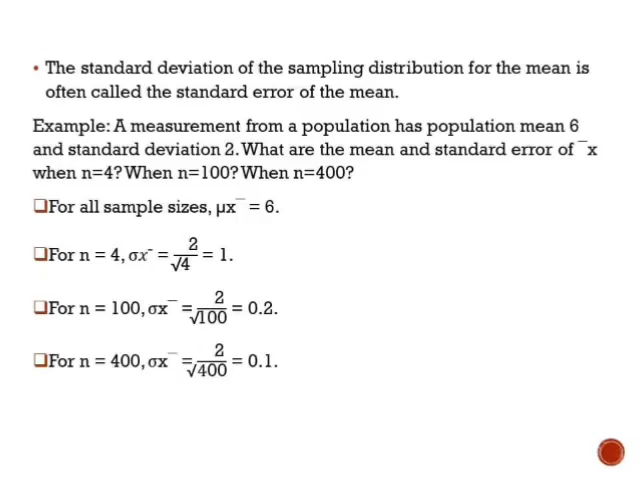 • The standard deviation of the sampling distribution for the mean is
often called the standard error of the mean.
Example: A measurement from a population has population mean 6
and standard deviation 2. What are the mean and standard error of ¯x
when n=4? When n=100? When n=400?
❑For all sample sizes, μx¯ = 6.
❑For n = 4, σx¯ = 2/√4 = 1.
❑For n = 100, σx¯ = 2/√100 = 0.2.
❑For n = 400, σx¯ = 2/√400 = 0.1.